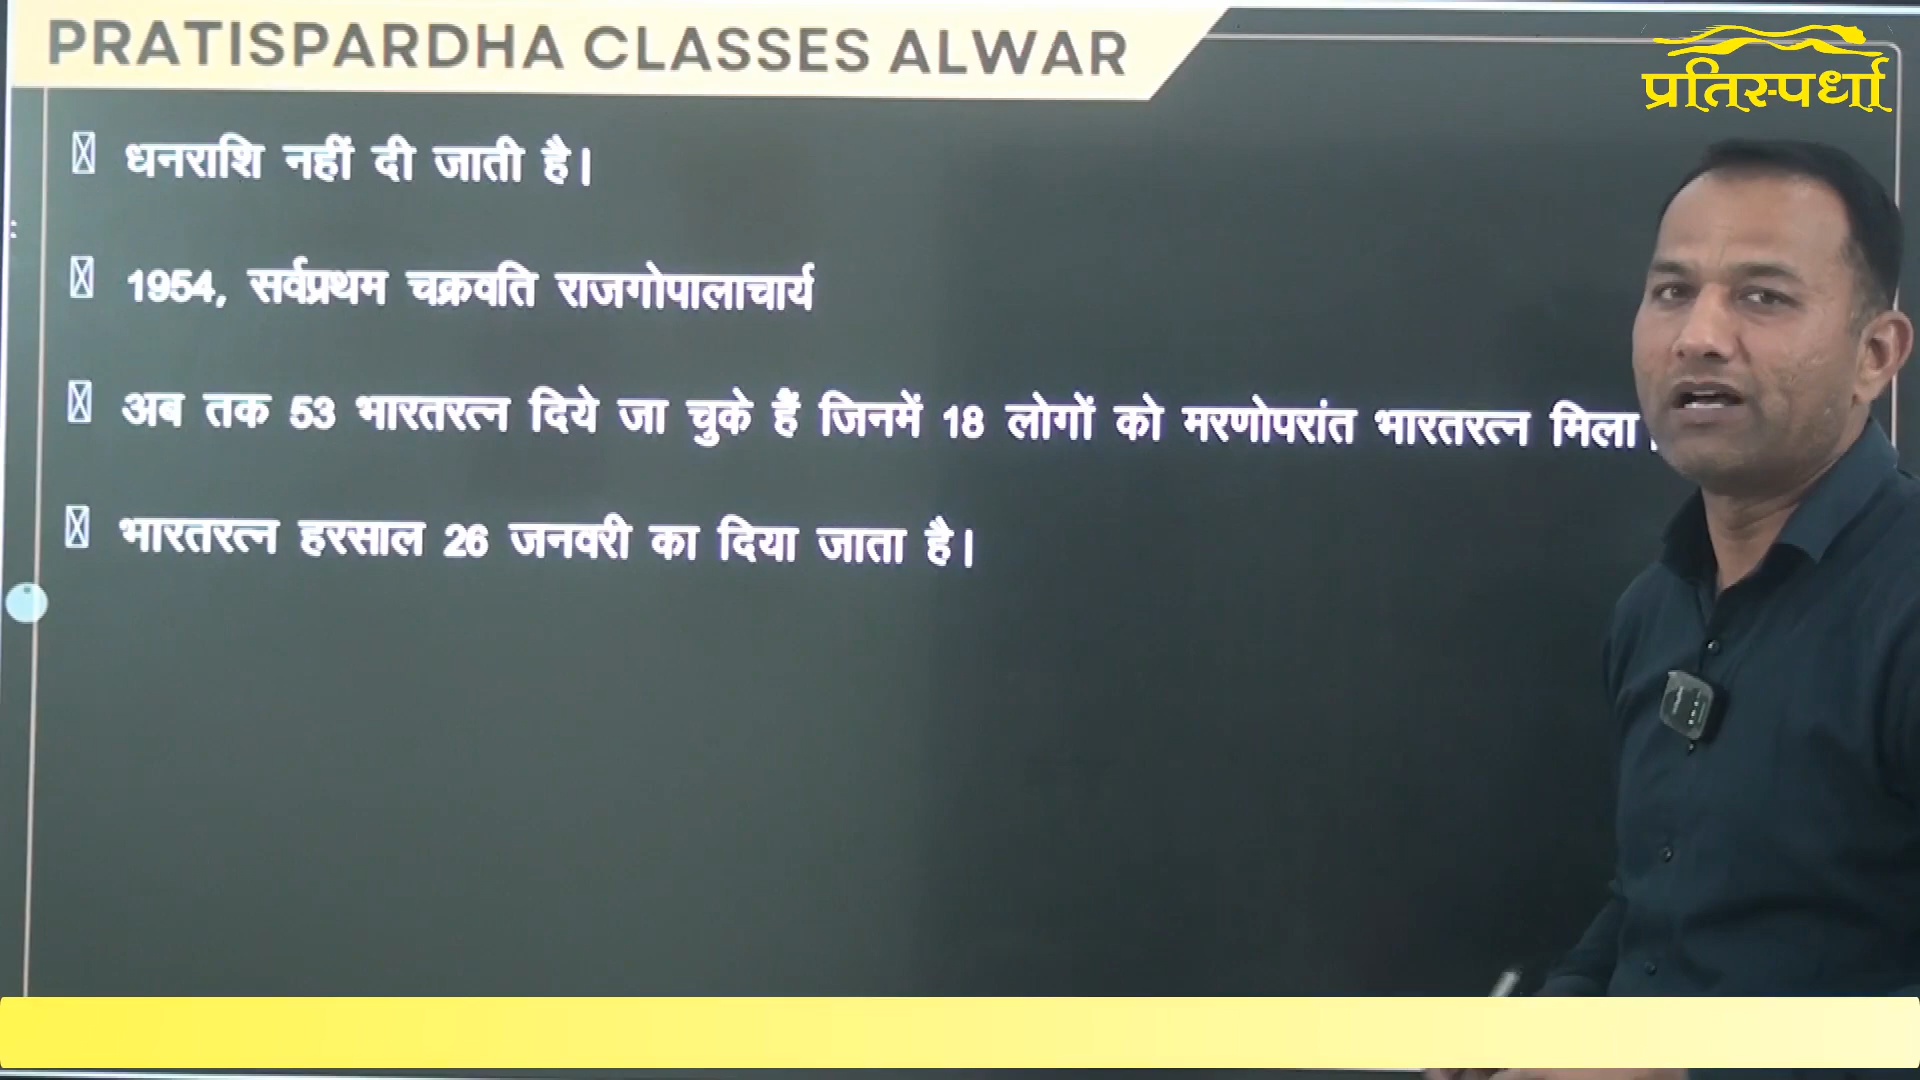 PRATISPARDHA CLASSES ALWAR
प्रतिस्पर्धा
धनराशि नहीं दी जाती है।
1954, सर्वप्रथम चक्रवति राजगोपालाचार्य
अब तक 53 भारतरत्न दिये जा चुके हैं जिनमें 18 लोगों को मरणोपरांत भारतरत्न मिला।
भारतरत्न हरसाल 26 जनवरी का दिया जाता है।